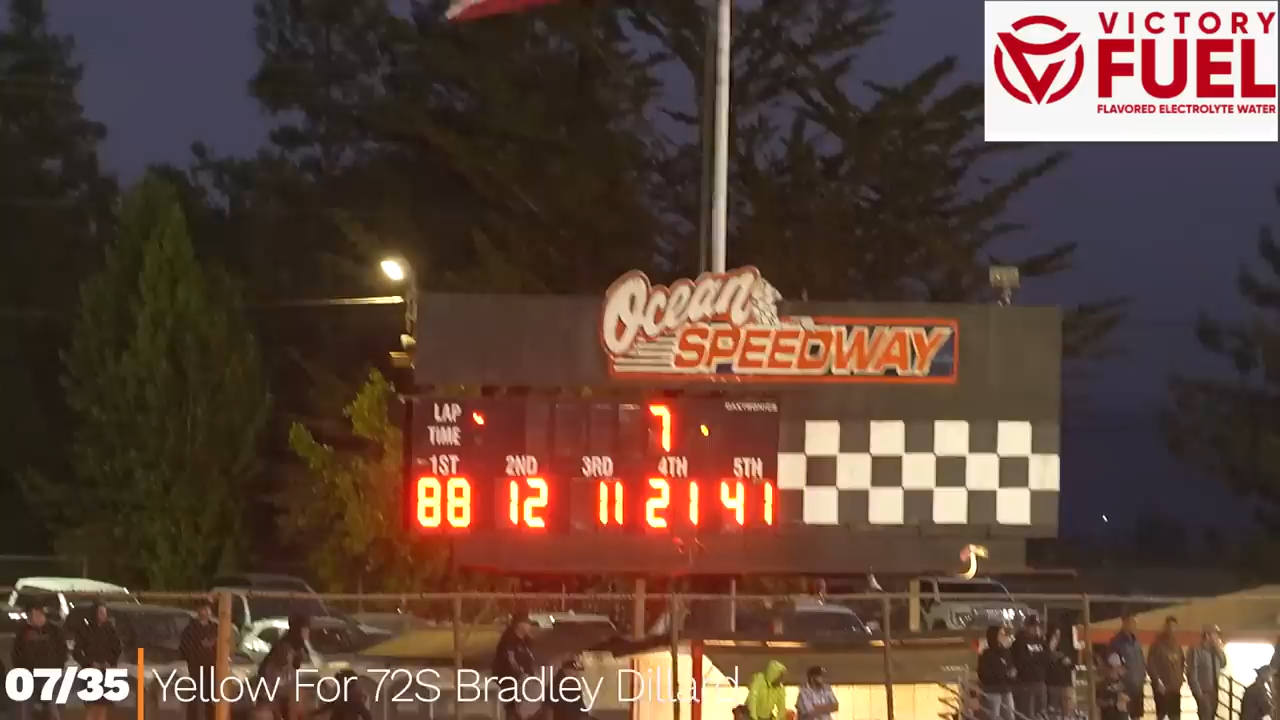 VICTORY
FUEL
FLAVORED ELECTROLYTE WATER
Ocean
SPEEDWAY
LAP 7
TIME
1ST 2ND 3RD 4TH 5TH
88 12 11 21 41
07/35 Yellow For 72S Bradley Dillard